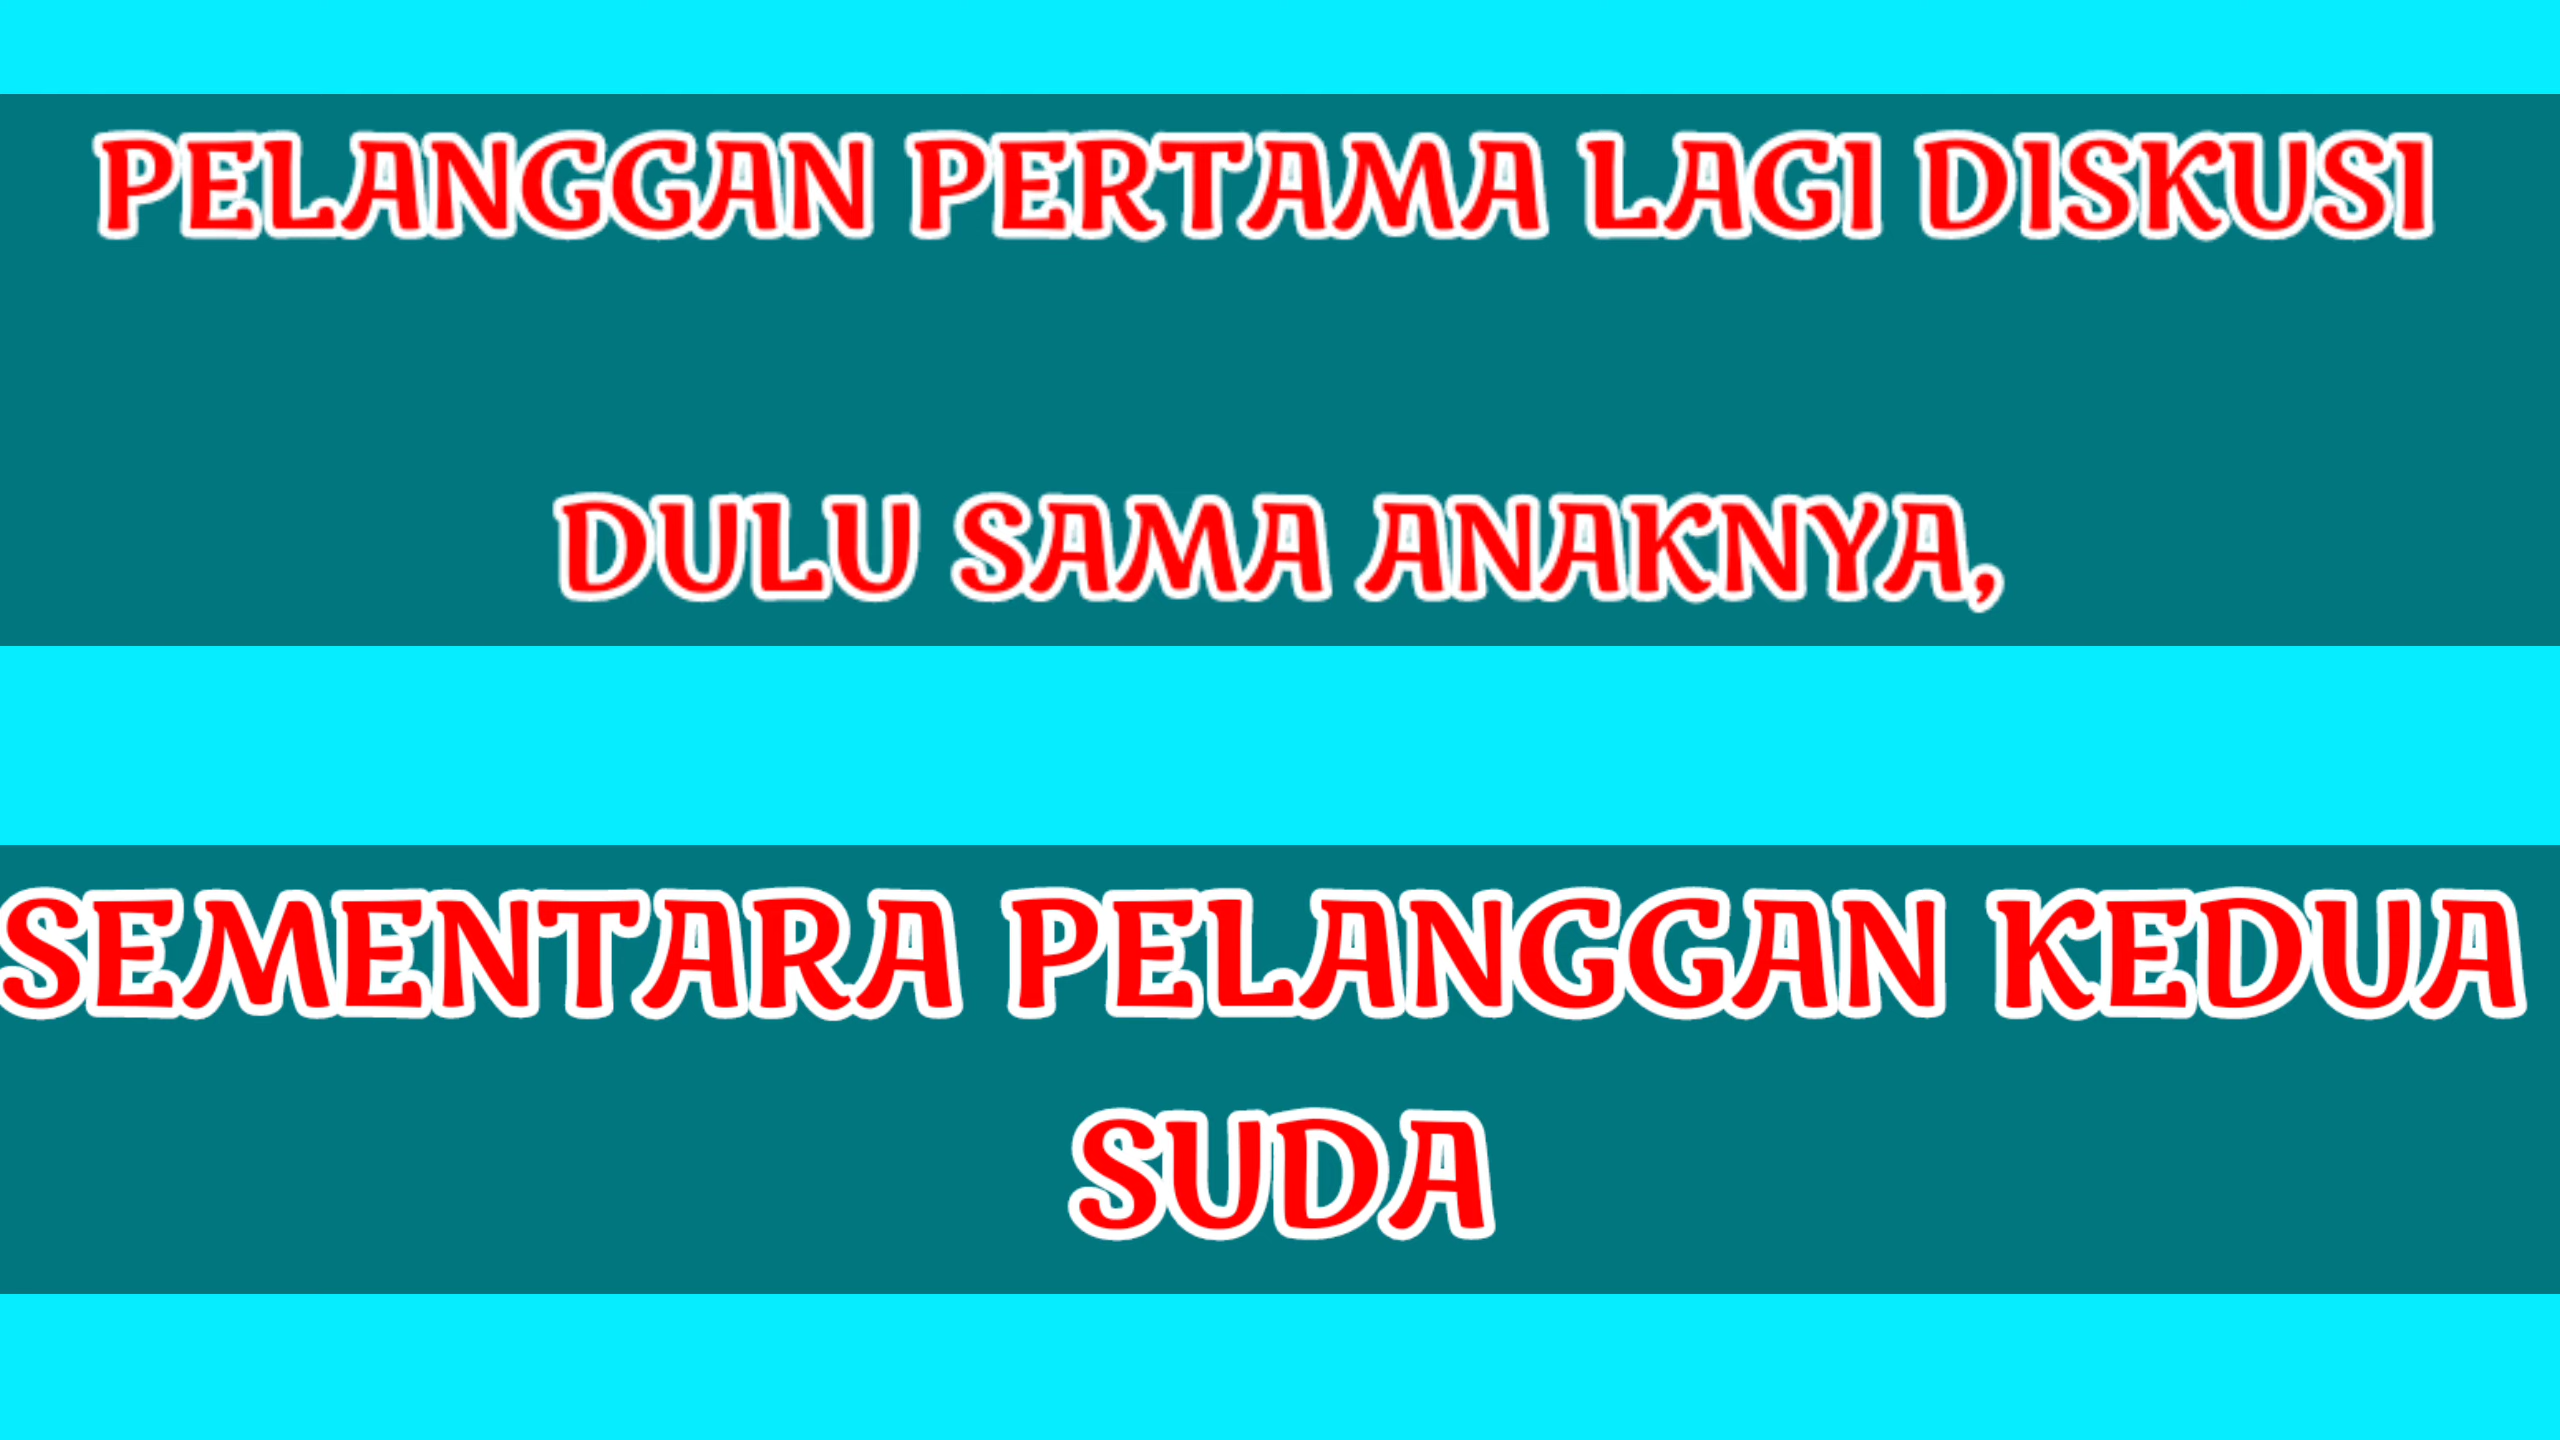 PELANGGAN PERTAMA LAGI DISKUSI
DULU SAMA ANAKNYA,
SEMENTARA PELANGGAN KEDUA
SUDA